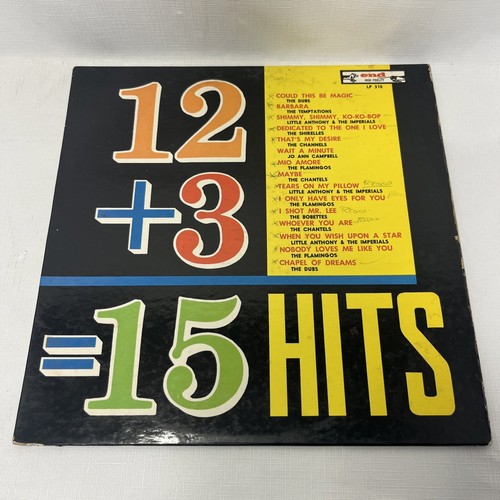 12
+3
=15 HITS
end
HIGH FIDELITY
LP 310
COULD THIS BE MAGIC
THE DUBS
BARBARA
THE TEMPTATIONS
SHIMMY, SHIMMY, KO-KO-BOP
LITTLE ANTHONY & THE IMPERIALS
DEDICATED TO THE ONE I LOVE
THE SHIRELLES
THAT'S MY DESIRE
THE CHANNELS
WAIT A MINUTE
JO ANN CAMPBELL
MIO AMORE
THE FLAMINGOS
MAYBE
THE CHANTELS
TEARS ON MY PILLOW
LITTLE ANTHONY & THE IMPERIALS
I ONLY HAVE EYES FOR YOU
THE FLAMINGOS
I SHOT MR. LEE
THE BOBETTES
WHOEVER YOU ARE
THE CHANTELS
WHEN YOU WISH UPON A STAR
LITTLE ANTHONY & THE IMPERIALS
NOBODY LOVES ME LIKE YOU
THE FLAMINGOS
CHAPEL OF DREAMS
THE DUBS